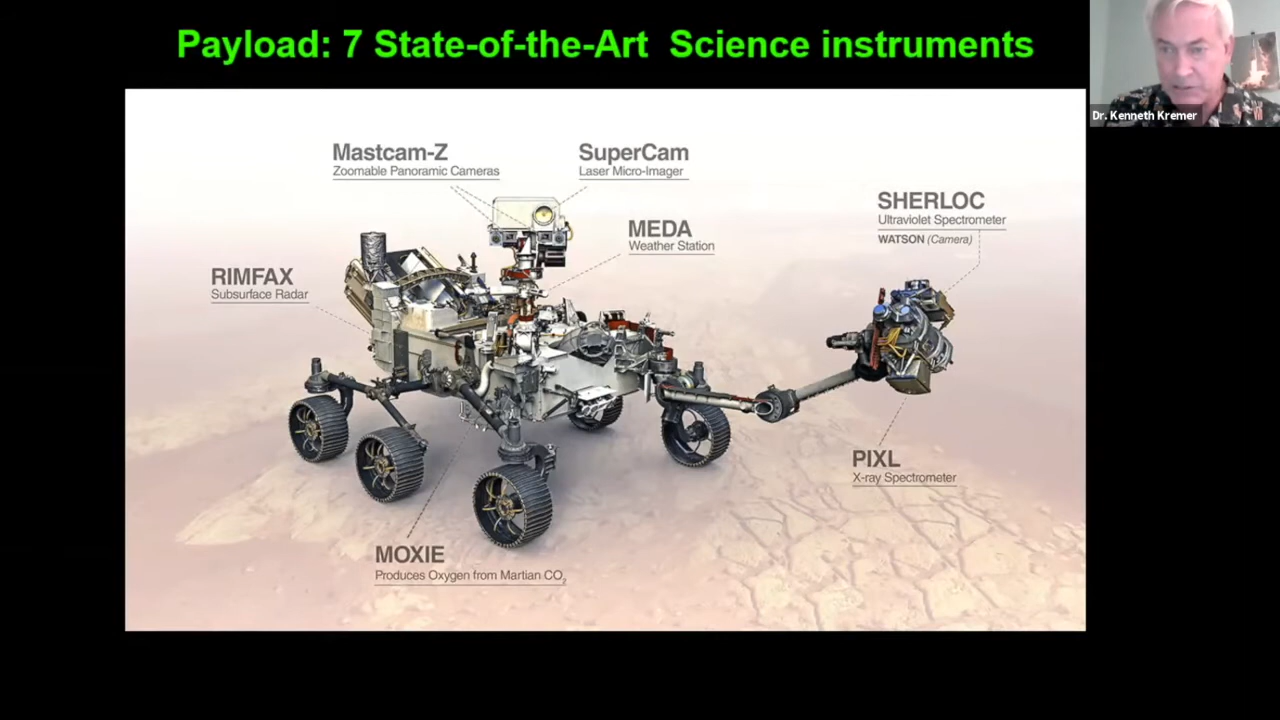 Payload: 7 State-of-the-Art Science instruments
Dr. Kenneth Kremer
Mastcam-Z
Zoomable Panoramic Cameras
SuperCam
Laser Micro-Imager
SHERLOC
Ultraviolet Spectrometer
WATSON (Camera)
MEDA
Weather Station
RIMFAX
Subsurface Radar
PIXL
X-ray Spectrometer
MOXIE
Produces Oxygen from Martian CO₂